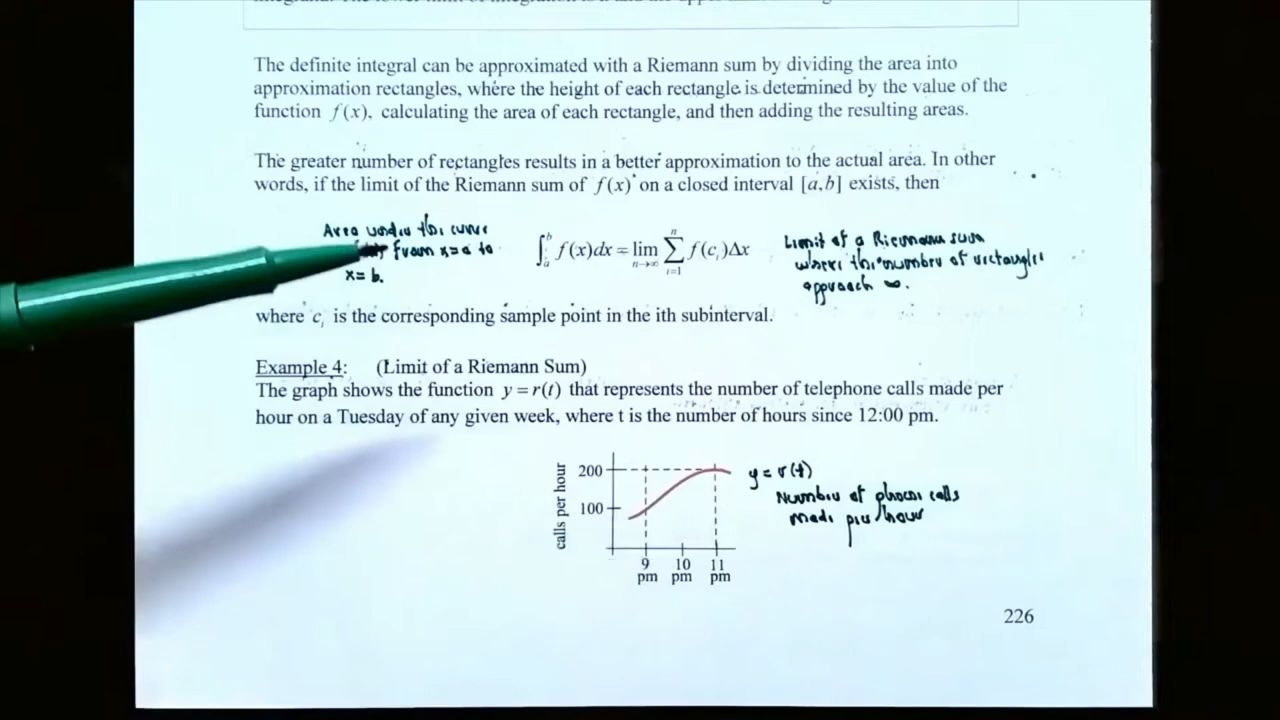 The definite integral can be approximated with a Riemann sum by dividing the area into
approximation rectangles, where the height of each rectangle is determined by the value of the
function f(x), calculating the area of each rectangle, and then adding the resulting areas.
The greater number of rectangles results in a better approximation to the actual area. In other
words, if the limit of the Riemann sum of f(x) on a closed interval [a,b] exists, then
Area under the curve
from x=a to
x=b.
∫_a^b f(x)dx = lim_{n→∞} ∑_{i=1}^n f(c_i)Δx
Limit of a Riemann sum
where the number of rectangles
approach ∞.
where c_i is the corresponding sample point in the ith subinterval.
Example 4: (Limit of a Riemann Sum)
The graph shows the function y = r(t) that represents the number of telephone calls made per
hour on a Tuesday of any given week, where t is the number of hours since 12:00 pm.
calls per hour
200
100
9 10 11
pm pm pm
y = r(t)
Number of phone calls
made per/hour
226